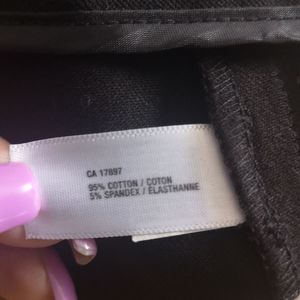 CA 17897
95% COTTON / COTON
5% SPANDEX / ELASTHANNE